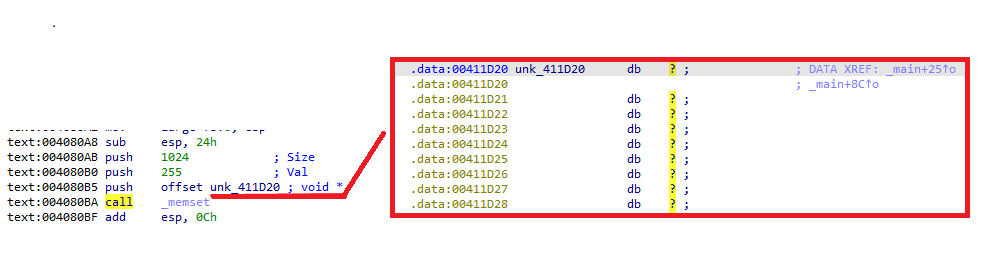 .data:00411D20 unk_411D20 db ? ; ; DATA XREF: _main+25↑o
.data:00411D20 ; _main+8C↑o
.data:00411D21 db ? ;
.data:00411D22 db ? ;
.data:00411D23 db ? ;
.data:00411D24 db ? ;
.data:00411D25 db ? ;
.data:00411D26 db ? ;
.data:00411D27 db ? ;
.data:00411D28 db ? ;
text:004080A8 sub esp, 24h
text:004080AB push 1024 ; Size
text:004080B0 push 255 ; Val
text:004080B5 push offset unk_411D20 ; void *
text:004080BA call _memset
text:004080BF add esp, 0Ch